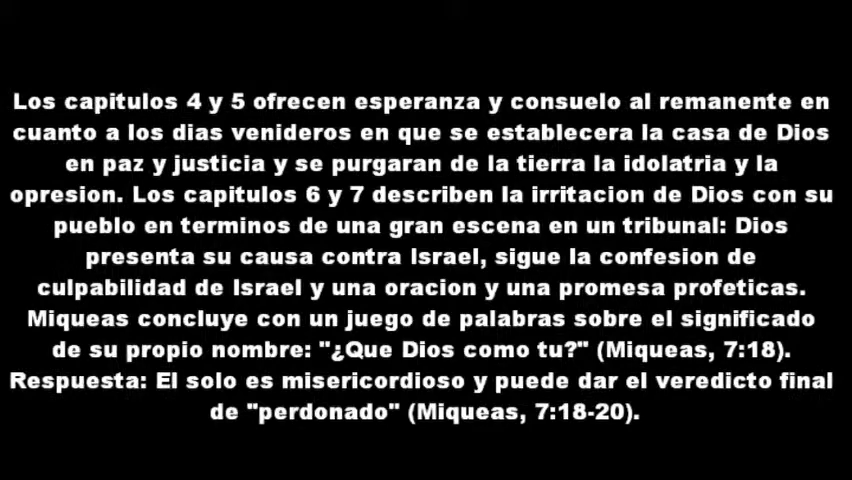 Los capitulos 4 y 5 ofrecen esperanza y consuelo al remanente en
cuanto a los dias venideros en que se establecera la casa de Dios
en paz y justicia y se purgaran de la tierra la idolatria y la
opresion. Los capitulos 6 y 7 describen la irritacion de Dios con su
pueblo en terminos de una gran escena en un tribunal: Dios
presenta su causa contra Israel, sigue la confesion de
culpabilidad de Israel y una oracion y una promesa profeticas.
Miqueas concluye con un juego de palabras sobre el significado
de su propio nombre: "¿Que Dios como tu?" (Miqueas, 7:18).
Respuesta: El solo es misericordioso y puede dar el veredicto final
de "perdonado" (Miqueas, 7:18-20).